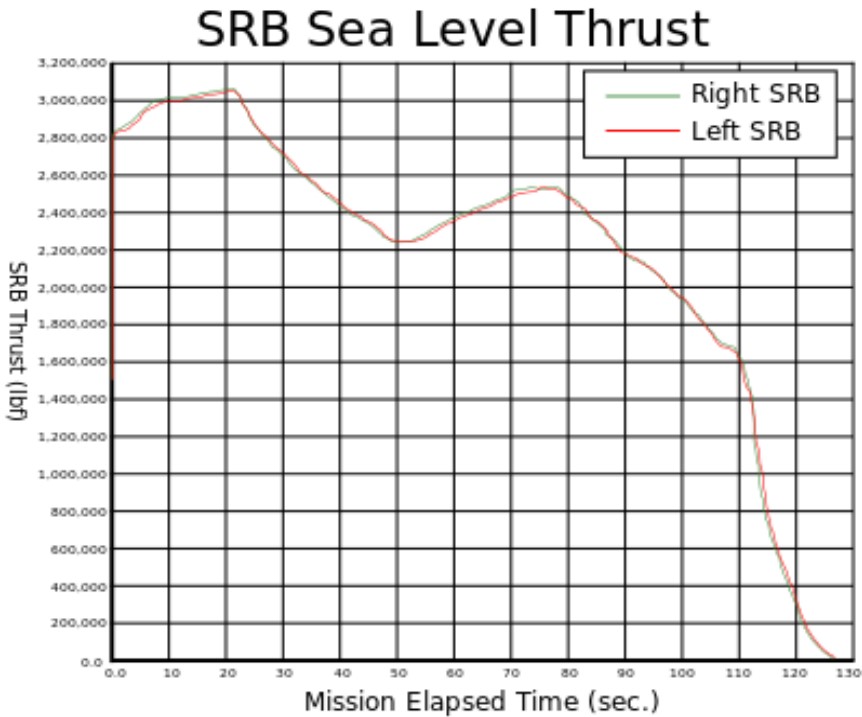 SRB Sea Level Thrust
Right SRB
Left SRB
SRB Thrust (lbf)
3,200,000
3,000,000
2,800,000
2,600,000
2,400,000
2,200,000
2,000,000
1,800,000
1,600,000
1,400,000
1,200,000
1,000,000
800,000
600,000
400,000
200,000
0.0
0.0 10 20 30 40 50 60 70 80 90 100 110 120 130
Mission Elapsed Time (sec.)